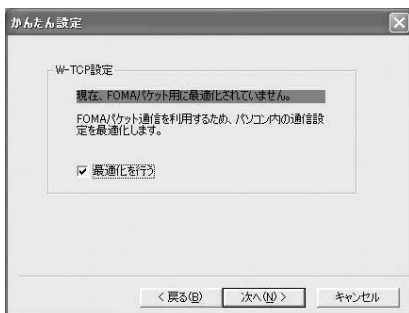 かんたん設定
W-TCP設定
現在、FOMAパケット用に最適化されていません。
FOMAパケット通信を利用するため、パソコン内の通信設
定を最適化します。
最適化を行う
< 戻る(B)
次へ(N) >
キャンセル